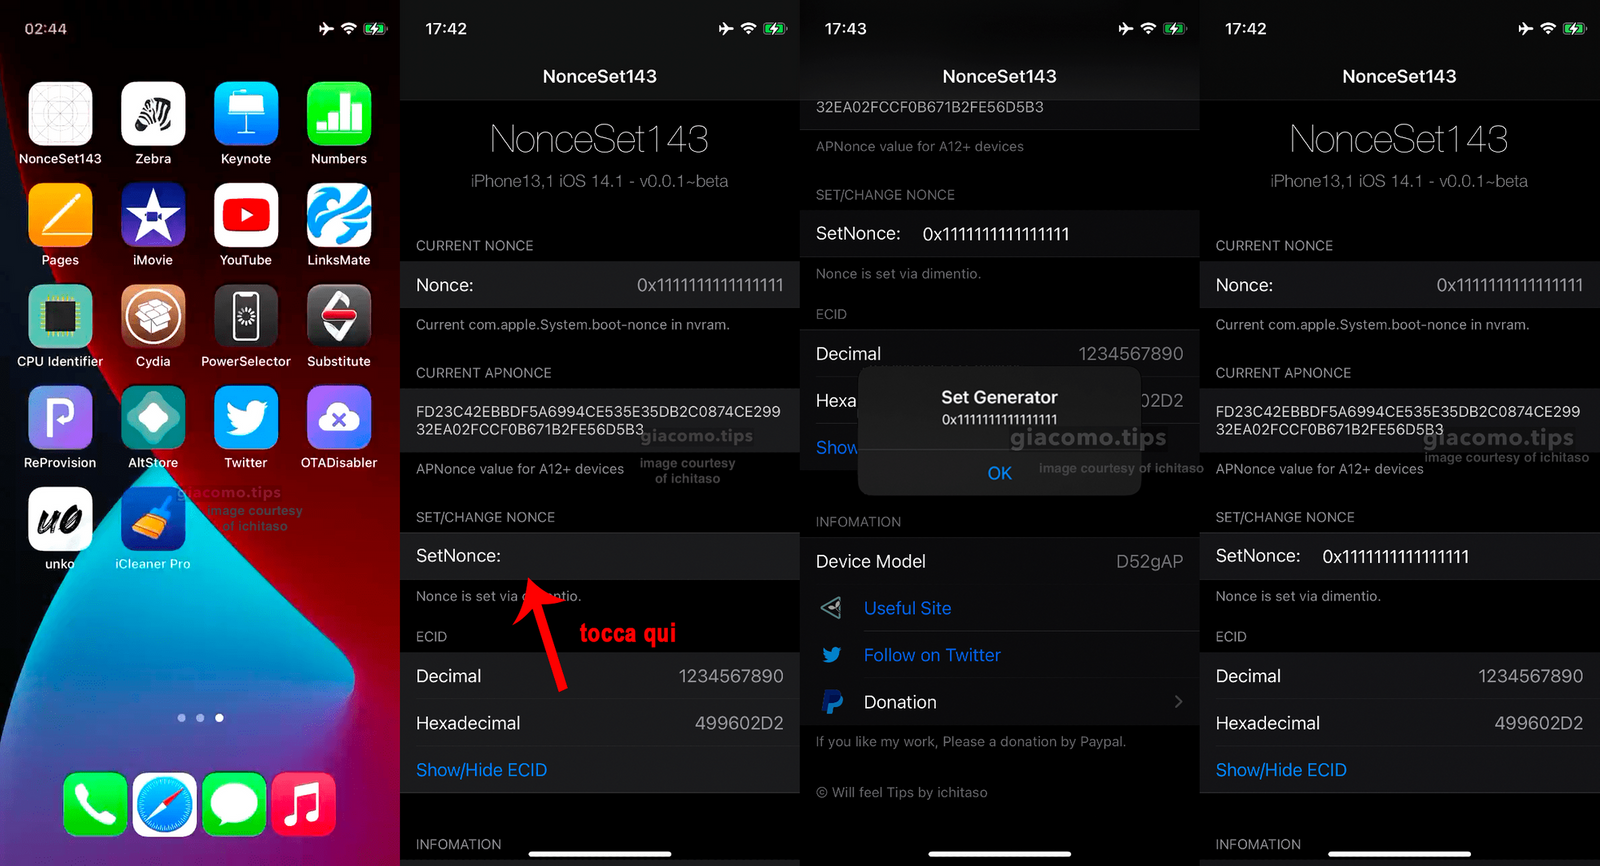 02:44
NonceSet143
Zebra
Keynote
Numbers
Pages
iMovie
YouTube
LinksMate
CPU Identifier
Cydia
PowerSelector
Substitute
ReProvision
AltStore
Twitter
OTADisabler
giacomo.tips
image courtesy
of ichitaso
uo
unko
iCleaner Pro
17:42
NonceSet143
NonceSet143
iPhone13,1 iOS 14.1 - v0.0.1~beta
CURRENT NONCE
Nonce: 0x1111111111111111
Current com.apple.System.boot-nonce in nvram.
CURRENT APNONCE
FD23C42EBBDF5A6994CE535E35DB2C0874CE299
32EA02FCCF0B671B2FE56D5B3
giacomo.tips
APNonce value for A12+ devices
image courtesy
of ichitaso
SET/CHANGE NONCE
SetNonce:
Nonce is set via dimentio.
tocca qui
ECID
Decimal 1234567890
Hexadecimal 499602D2
Show/Hide ECID
INFOMATION
17:43
NonceSet143
32EA02FCCF0B671B2FE56D5B3
APNonce value for A12+ devices
SET/CHANGE NONCE
SetNonce: 0x1111111111111111
Nonce is set via dimentio.
ECID
Decimal 1234567890
Hexa 02D2
Show
Set Generator
0x1111111111111111
OK
giacomo.tips
image courtesy of ichitaso
INFOMATION
Device Model D52gAP
Useful Site
Follow on Twitter
Donation
If you like my work, Please a donation by Paypal.
© Will feel Tips by ichitaso
17:42
NonceSet143
NonceSet143
iPhone13,1 iOS 14.1 - v0.0.1~beta
CURRENT NONCE
Nonce: 0x1111111111111111
Current com.apple.System.boot-nonce in nvram.
CURRENT APNONCE
FD23C42EBBDF5A6994CE535E35DB2C0874CE299
32EA02FCCF0B671B2FE56D5B3
giacomo.tips
image courtesy of ichitaso
APNonce value for A12+ devices
SET/CHANGE NONCE
SetNonce: 0x1111111111111111
Nonce is set via dimentio.
ECID
Decimal 1234567890
Hexadecimal 499602D2
Show/Hide ECID
INFOMATION